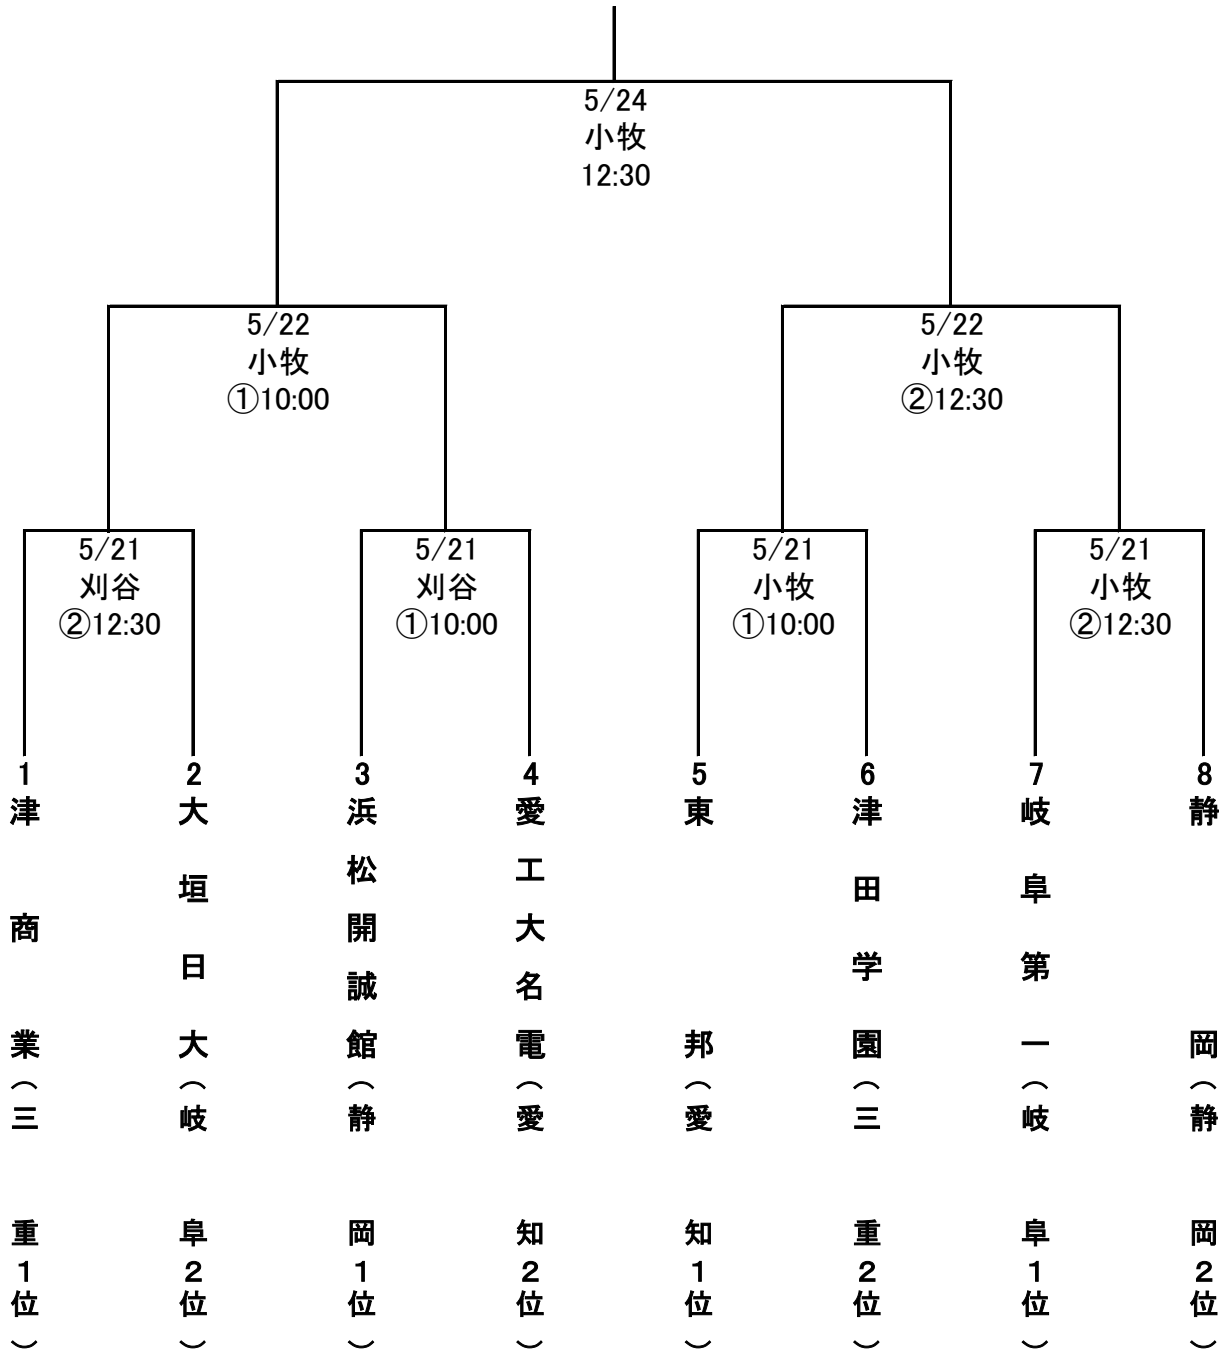 5/24
小牧
12:30
5/22
小牧
①10:00
5/22
小牧
②12:30
5/21
刈谷
②12:30
5/21
刈谷
①10:00
5/21
小牧
①10:00
5/21
小牧
②12:30
1
津商業（三重１位）
2
大垣日大（岐阜２位）
3
浜松開誠館（静岡１位）
4
愛工大名電（愛知２位）
5
東邦（愛知１位）
6
津田学園（三重２位）
7
岐阜第一（岐阜１位）
8
静岡（静岡２位）